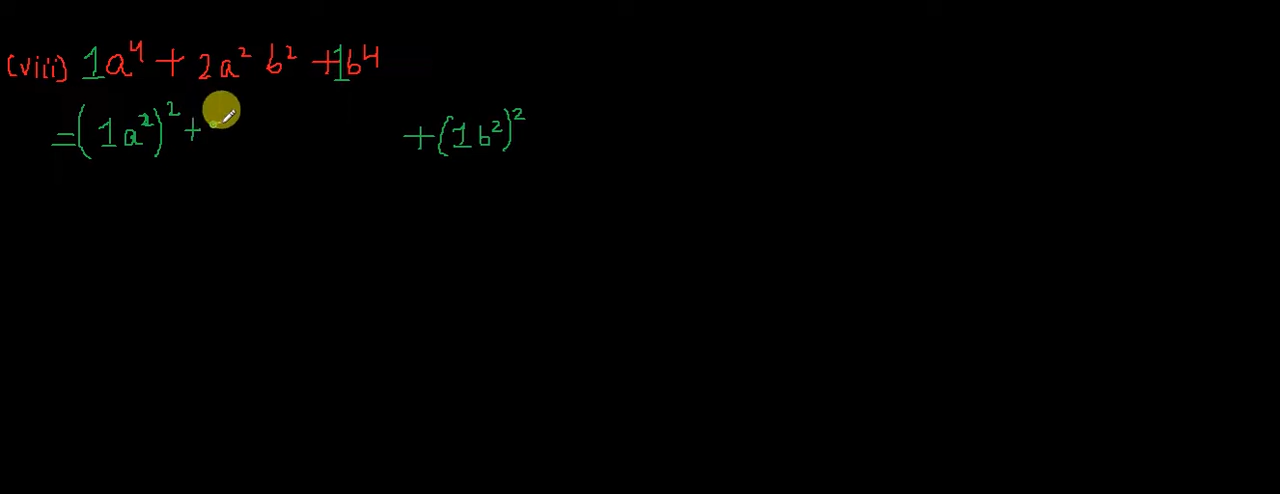 (viii) 1a⁴ + 2a² b² + 1b⁴
= (1a²)² + + (1b²)²